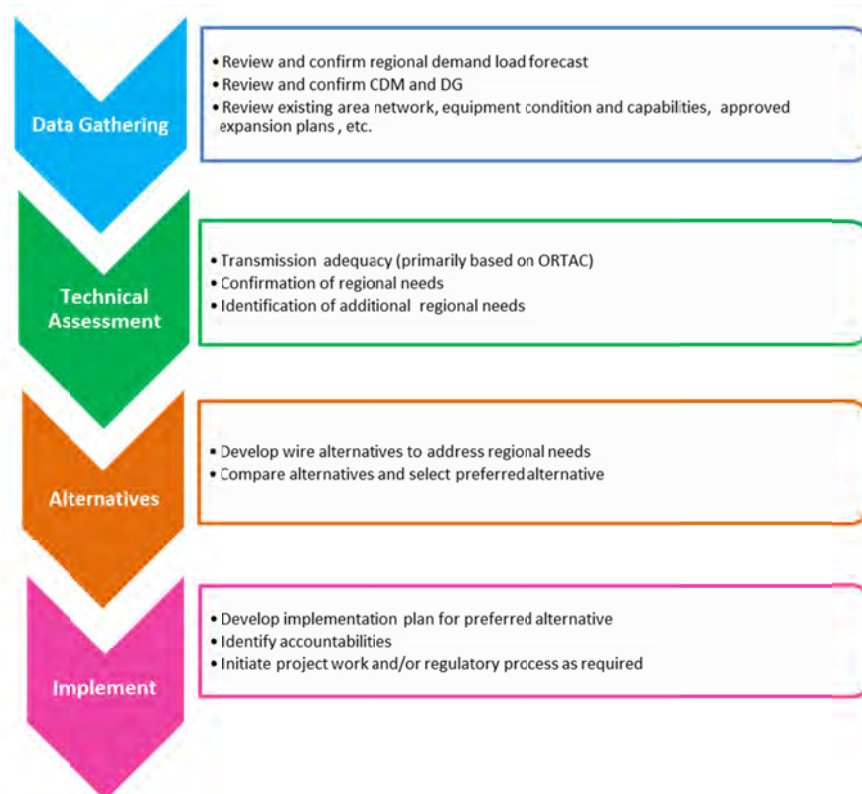 Data Gathering
• Review and confirm regional demand load forecast
• Review and confirm CDM and DG
• Review existing area network, equipment condition and capabilities, approved
expansion plans , etc.
Technical
Assessment
• Transmission adequacy (primarily based on ORTAC)
• Confirmation of regional needs
• Identification of additional regional needs
Alternatives
• Develop wire alternatives to address regional needs
• Compare alternatives and select preferred alternative
Implement
• Develop implementation plan for preferred alternative
• Identify accountabilities
• Initiate project work and/or regulatory process as required